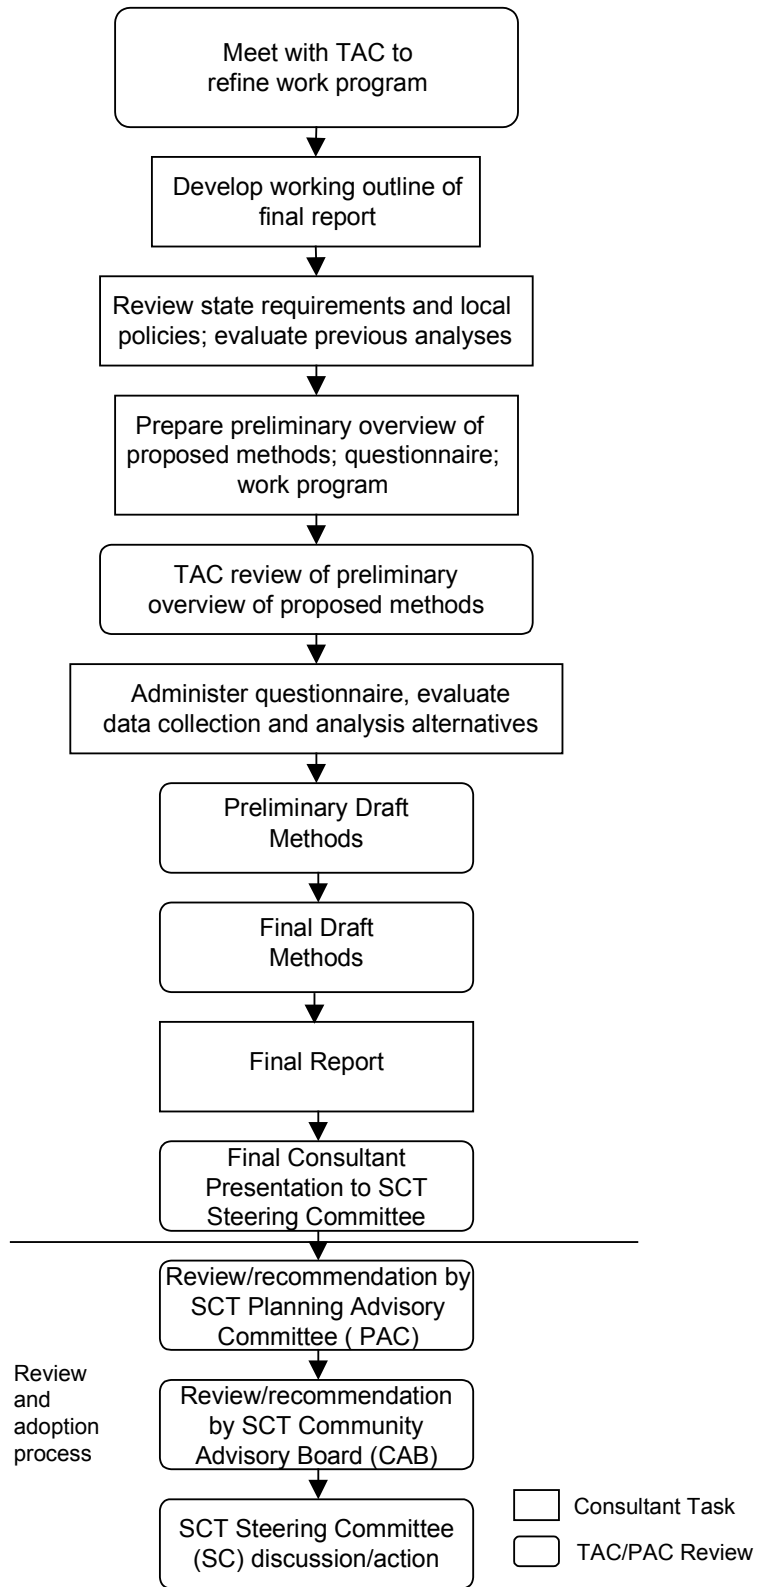 Meet with TAC to
refine work program
Develop working outline of
final report
Review state requirements and local
policies; evaluate previous analyses
Prepare preliminary overview of
proposed methods; questionnaire;
work program
TAC review of preliminary
overview of proposed methods
Administer questionnaire, evaluate
data collection and analysis alternatives
Preliminary Draft
Methods
Final Draft
Methods
Final Report
Final Consultant
Presentation to SCT
Steering Committee
Review/recommendation by
SCT Planning Advisory
Committee ( PAC)
Review
and
adoption
process
Review/recommendation
by SCT Community
Advisory Board (CAB)
SCT Steering Committee
(SC) discussion/action
Consultant Task
TAC/PAC Review